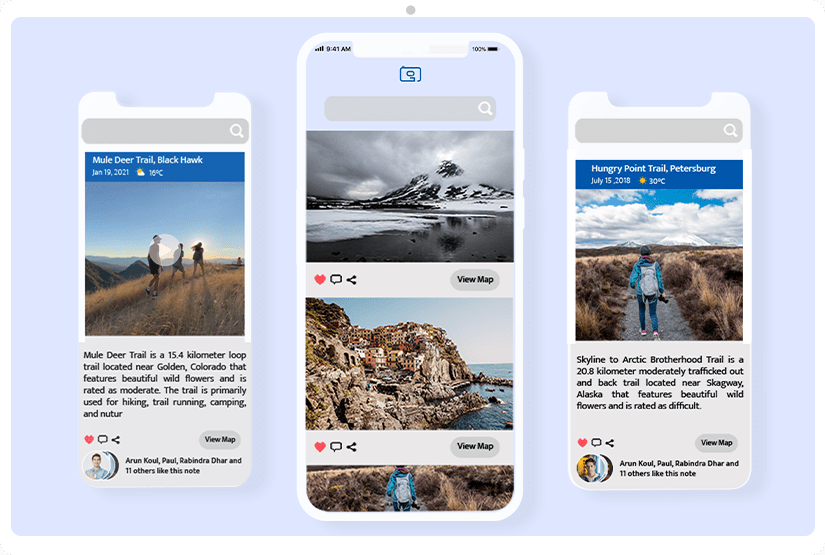 Mule Deer Trail, Black Hawk
Jan 19, 2021 16°C
Mule Deer Trail is a 15.4 kilometer loop
trail located near Golden, Colorado that
features beautiful wild flowers and is
rated as moderate. The trail is primarily
used for hiking, trail running, camping,
and nutur
View Map
Arun Koul, Paul, Rabindra Dhar and
11 others like this note
9:41 AM 100%
View Map
View Map
Hungry Point Trail, Petersburg
July 15 ,2018 30°C
Skyline to Arctic Brotherhood Trail is a
20.8 kilometer moderately trafficked out
and back trail located near Skagway,
Alaska that features beautiful wild
flowers and is rated as difficult.
View Map
Arun Koul, Paul, Rabindra Dhar and
11 others like this note